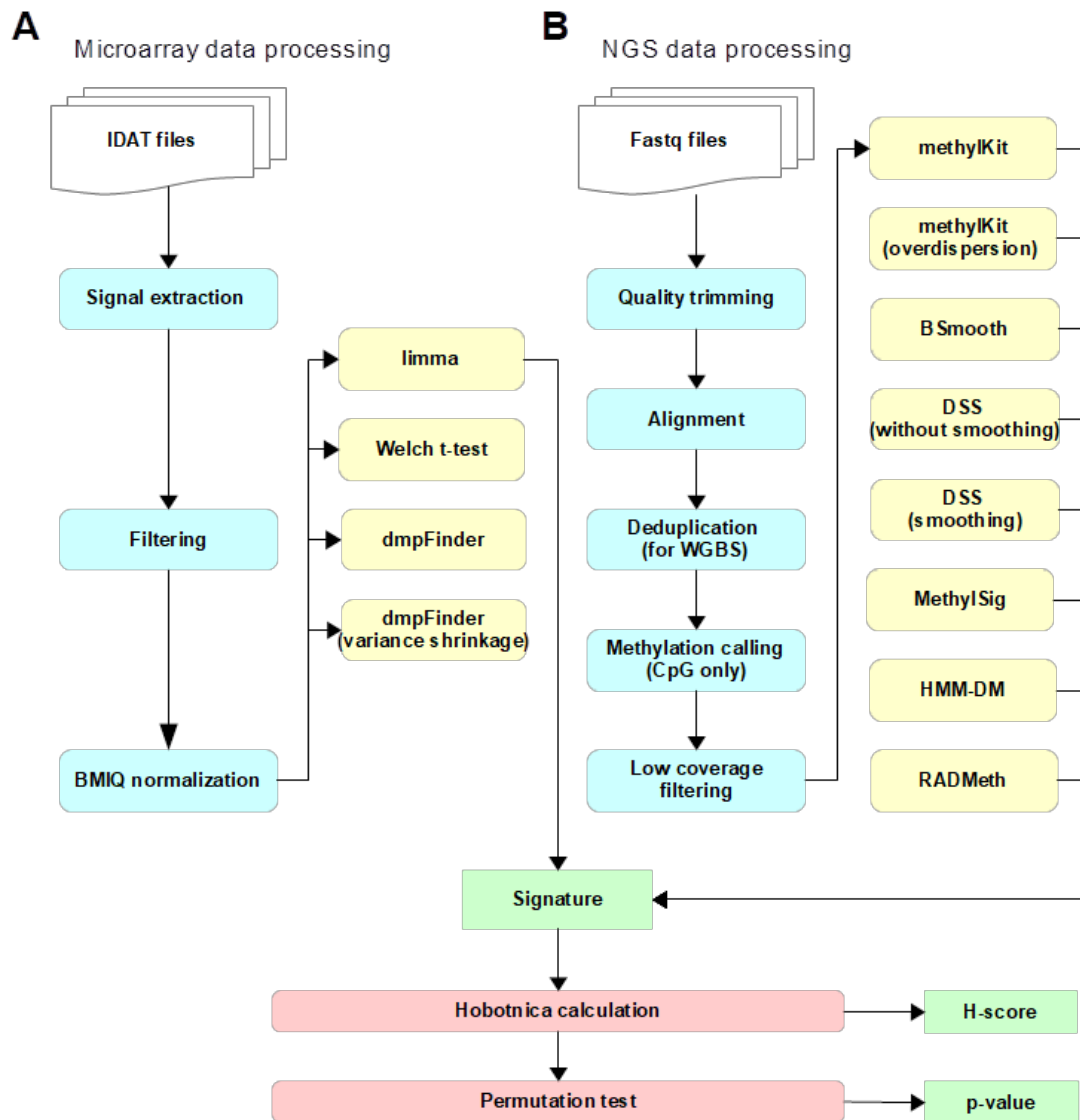 A
Microarray data processing
IDAT files
Signal extraction
Filtering
BMIQ normalization
limma
Welch t-test
dmpFinder
dmpFinder
(variance shrinkage)
B
NGS data processing
Fastq files
Quality trimming
Alignment
Deduplication
(for WGBS)
Methylation calling
(CpG only)
Low coverage
filtering
methylKit
methylKit
(overdispersion)
BSmooth
DSS
(without smoothing)
DSS
(smoothing)
MethylSig
HMM-DM
RADMeth
Signature
Hobotnica calculation
H-score
Permutation test
p-value